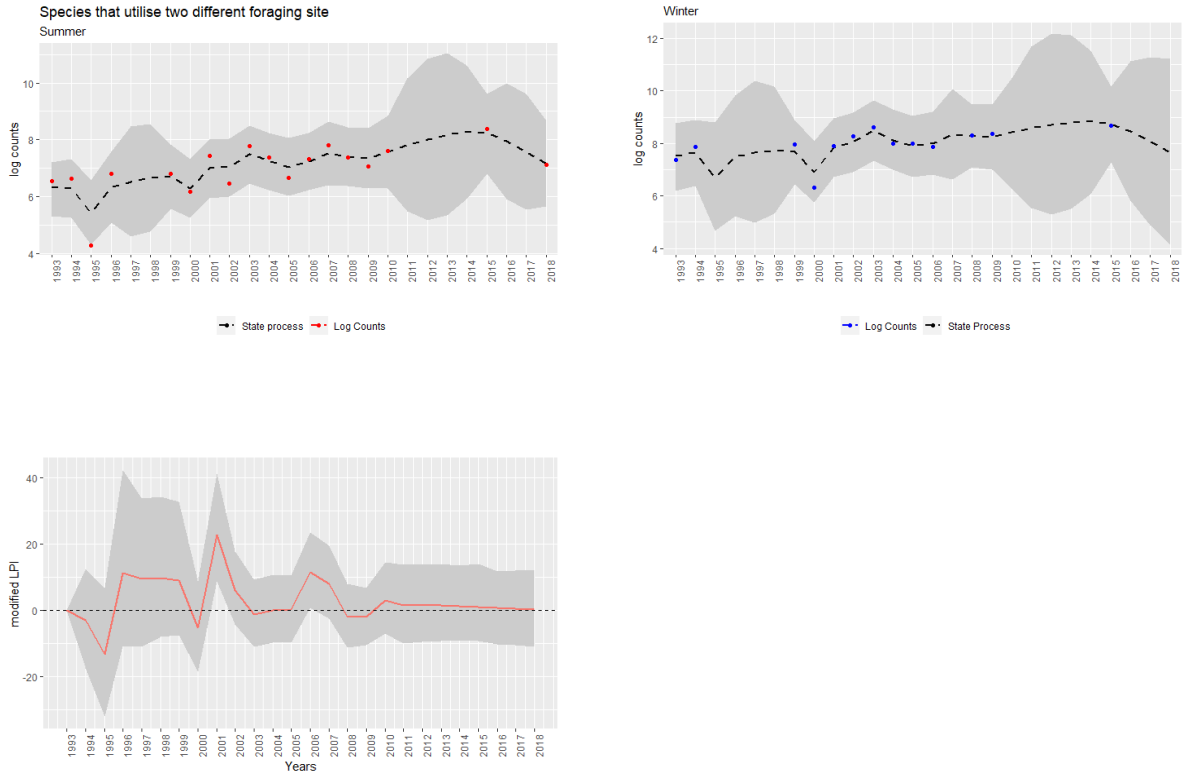 Species that utilise two different foraging site
Summer
log counts
10
8
6
4
1993 1994 1995 1996 1997 1998 1999 2000 2001 2002 2003 2004 2005 2006 2007 2008 2009 2010 2011 2012 2013 2014 2015 2016 2017 2018
State process Log Counts
Winter
log counts
12
10
8
6
4
1993 1994 1995 1996 1997 1998 1999 2000 2001 2002 2003 2004 2005 2006 2007 2008 2009 2010 2011 2012 2013 2014 2015 2016 2017 2018
Log Counts State Process
modified LPI
40
20
0
-20
1993 1994 1995 1996 1997 1998 1999 2000 2001 2002 2003 2004 2005 2006 2007 2008 2009 2010 2011 2012 2013 2014 2015 2016 2017 2018
Years